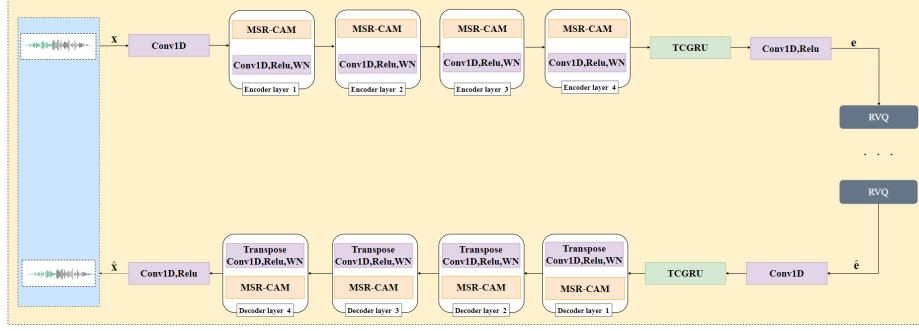 x
Conv1D
MSR-CAM
Conv1D,Relu,WN
Encoder layer 1
MSR-CAM
Conv1D,Relu,WN
Encoder layer 2
MSR-CAM
Conv1D,Relu,WN
Encoder layer 3
MSR-CAM
Conv1D,Relu,WN
Encoder layer 4
TCGRU
Conv1D,Relu
e
RVQ
. . .
RVQ
ê
Conv1D
TCGRU
Transpose
Conv1D,Relu,WN
MSR-CAM
Decoder layer 1
Transpose
Conv1D,Relu,WN
MSR-CAM
Decoder layer 2
Transpose
Conv1D,Relu,WN
MSR-CAM
Decoder layer 3
Transpose
Conv1D,Relu,WN
MSR-CAM
Decoder layer 4
Conv1D,Relu
x̂